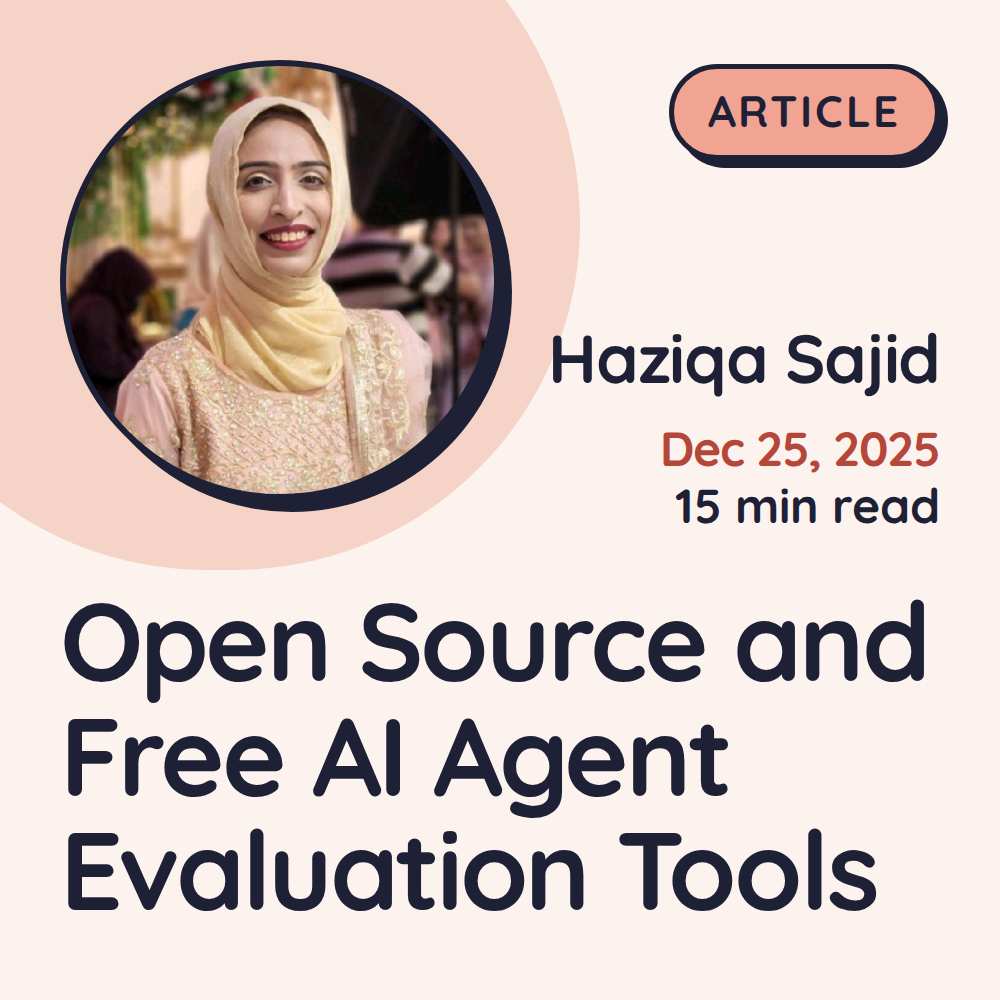 ARTICLE
Haziqa Sajid
Dec 25, 2025
15 min read
Open Source and
Free AI Agent
Evaluation Tools